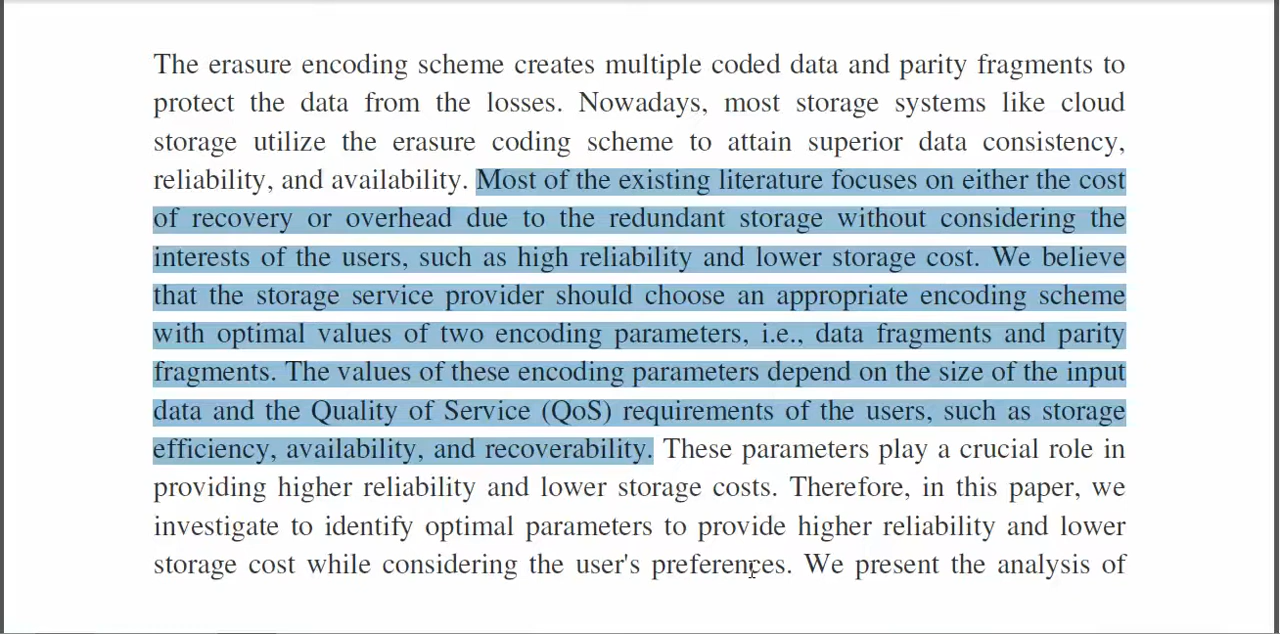 The erasure encoding scheme creates multiple coded data and parity fragments to
protect the data from the losses. Nowadays, most storage systems like cloud
storage utilize the erasure coding scheme to attain superior data consistency,
reliability, and availability. Most of the existing literature focuses on either the cost
of recovery or overhead due to the redundant storage without considering the
interests of the users, such as high reliability and lower storage cost. We believe
that the storage service provider should choose an appropriate encoding scheme
with optimal values of two encoding parameters, i.e., data fragments and parity
fragments. The values of these encoding parameters depend on the size of the input
data and the Quality of Service (QoS) requirements of the users, such as storage
efficiency, availability, and recoverability. These parameters play a crucial role in
providing higher reliability and lower storage costs. Therefore, in this paper, we
investigate to identify optimal parameters to provide higher reliability and lower
storage cost while considering the user's preferences. We present the analysis of